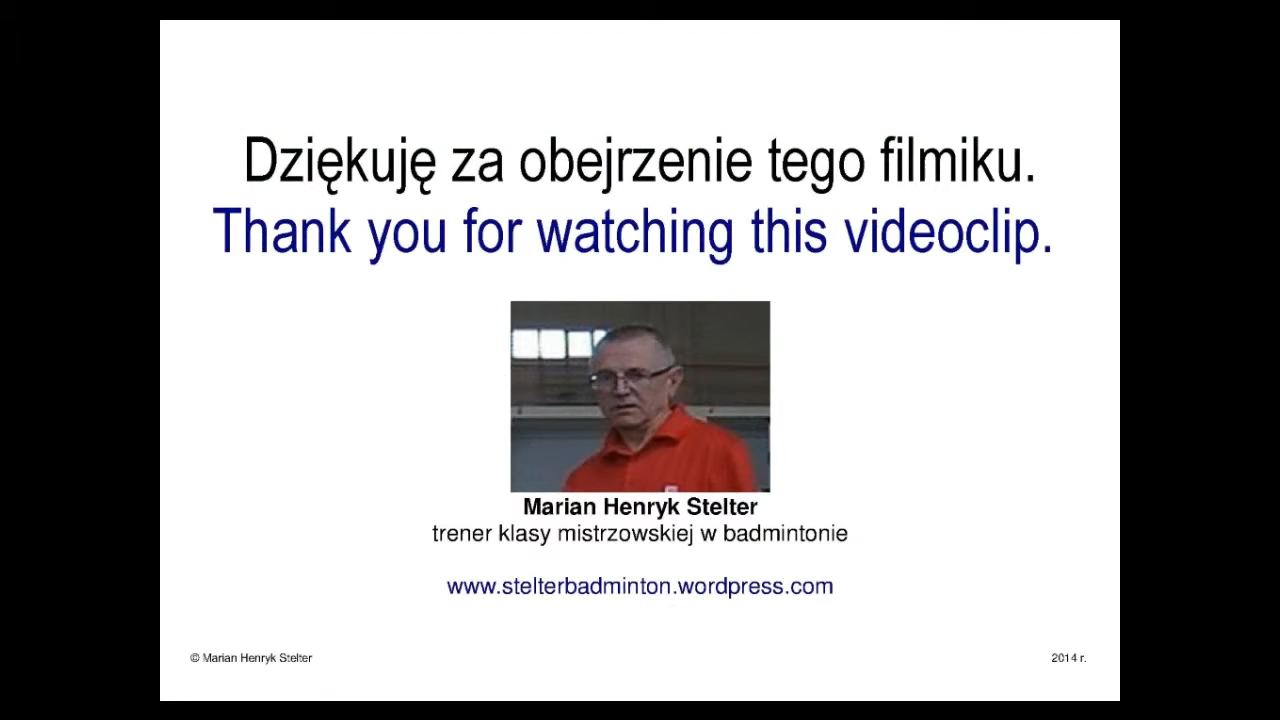 Dziękuję za obejrzenie tego filmiku.
Thank you for watching this videoclip.
Marian Henryk Stelter
trener klasy mistrzowskiej w badmintonie
www.stelterbadminton.wordpress.com
© Marian Henryk Stelter
2014 r.